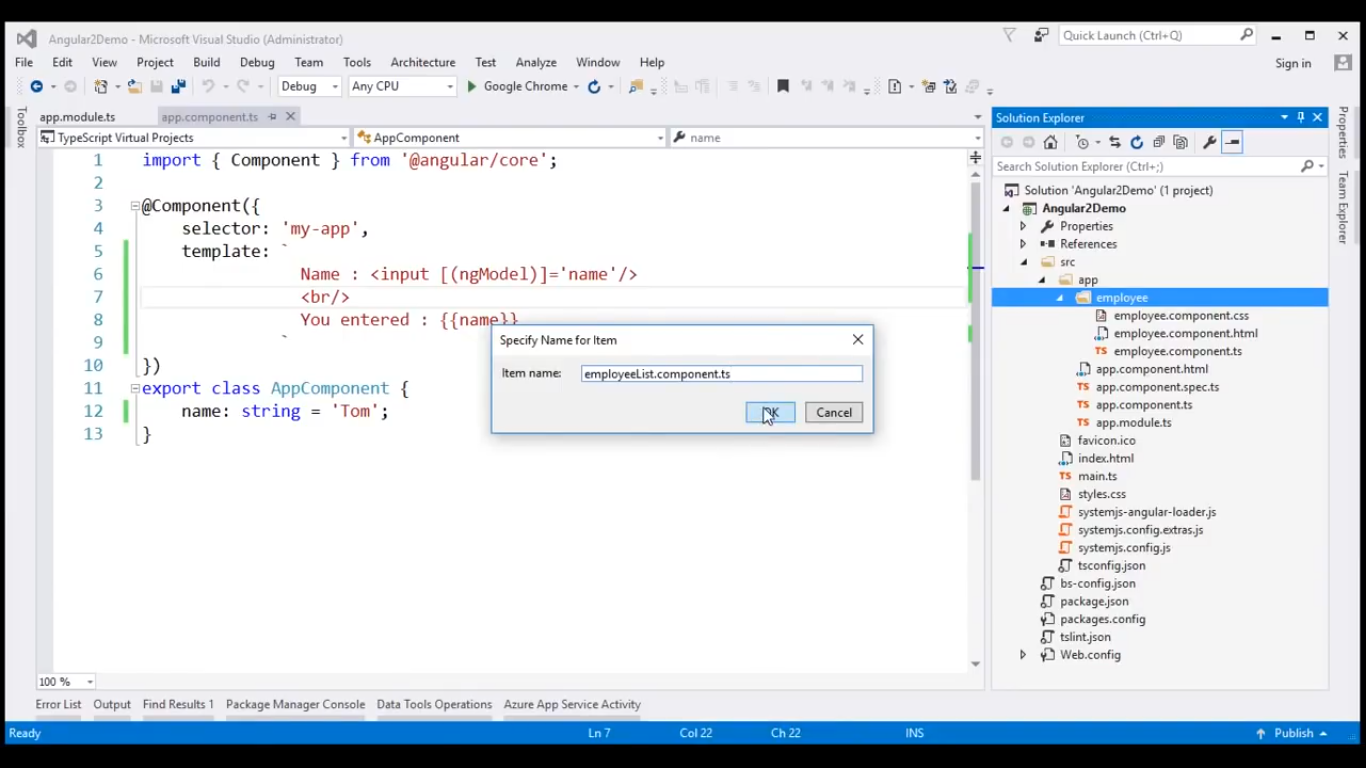 Angular2Demo - Microsoft Visual Studio (Administrator)
Quick Launch (Ctrl+Q)
File Edit View Project Build Debug Team Tools Architecture Test Analyze Window Help
Sign in
Debug Any CPU Google Chrome
Toolbox
app.module.ts app.component.ts
TypeScript Virtual Projects AppComponent name
1 import { Component } from '@angular/core';
2
3 @Component({
4 selector: 'my-app',
5 template: `
6 Name : <input [(ngModel)]='name'/>
7 <br/>
8 You entered : {{name}}
9 `
10 })
11 export class AppComponent {
12 name: string = 'Tom';
13 }
Specify Name for Item
Item name: employeeList.component.ts
OK Cancel
100 %
Solution Explorer
Search Solution Explorer (Ctrl+;)
Solution 'Angular2Demo' (1 project)
Angular2Demo
Properties
References
src
app
employee
employee.component.css
employee.component.html
employee.component.ts
app.component.html
app.component.spec.ts
app.component.ts
app.module.ts
favicon.ico
index.html
main.ts
styles.css
systemjs-angular-loader.js
systemjs.config.extras.js
systemjs.config.js
tsconfig.json
bs-config.json
package.json
packages.config
tslint.json
Web.config
Properties
Team Explorer
Error List Output Find Results 1 Package Manager Console Data Tools Operations Azure App Service Activity
Ready Ln 7 Col 22 Ch 22 INS Publish